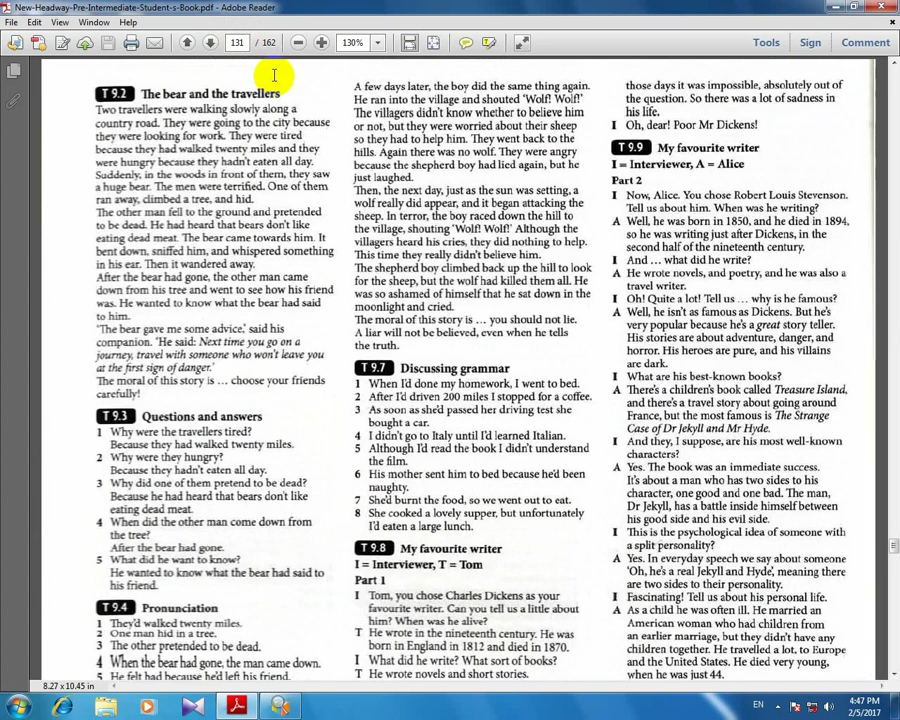 New-Headway-Pre-Intermediate-Student-s-Book.pdf - Adobe Reader
File Edit View Window Help
131 / 162 130% Tools Sign Comment
T 9.2 The bear and the travellers
Two travellers were walking slowly along a
country road. They were going to the city because
they were looking for work. They were tired
because they had walked twenty miles and they
were hungry because they hadn't eaten all day.
Suddenly, in the woods in front of them, they saw
a huge bear. The men were terrified. One of them
ran away, climbed a tree, and hid.
The other man fell to the ground and pretended
to be dead. He had heard that bears don't like
eating dead meat. The bear came towards him. It
bent down, sniffed him, and whispered something
in his ear. Then it wandered away.
After the bear had gone, the other man came
down from his tree and went to see how his friend
was. He wanted to know what the bear had said
to him.
'The bear gave me some advice,' said his
companion. 'He said: Next time you go on a
journey, travel with someone who won't leave you
at the first sign of danger.'
The moral of this story is … choose your friends
carefully!
T 9.3 Questions and answers
1 Why were the travellers tired?
Because they had walked twenty miles.
2 Why were they hungry?
Because they hadn't eaten all day.
3 Why did one of them pretend to be dead?
Because he had heard that bears don't like
eating dead meat.
4 When did the other man come down from
the tree?
After the bear had gone.
5 What did he want to know?
He wanted to know what the bear had said to
his friend.
T 9.4 Pronunciation
1 They'd walked twenty miles.
2 One man hid in a tree.
3 The other pretended to be dead.
4 When the bear had gone, the man came down.
5 He felt bad because he'd left his friend.
A few days later, the boy did the same thing again.
He ran into the village and shouted 'Wolf! Wolf!'
The villagers didn't know whether to believe him
or not, but they were worried about their sheep
so they had to help him. They went back to the
hills. Again there was no wolf. They were angry
because the shepherd boy had lied again, but he
just laughed.
Then, the next day, just as the sun was setting, a
wolf really did appear, and it began attacking the
sheep. In terror, the boy raced down the hill to
the village, shouting 'Wolf! Wolf!' Although the
villagers heard his cries, they did nothing to help.
This time they really didn't believe him.
The shepherd boy climbed back up the hill to look
for the sheep, but the wolf had killed them all. He
was so ashamed of himself that he sat down in the
moonlight and cried.
The moral of this story is … you should not lie.
A liar will not be believed, even when he tells
the truth.
T 9.7 Discussing grammar
1 When I'd done my homework, I went to bed.
2 After I'd driven 200 miles I stopped for a coffee.
3 As soon as she'd passed her driving test she
bought a car.
4 I didn't go to Italy until I'd learned Italian.
5 Although I'd read the book I didn't understand
the film.
6 His mother sent him to bed because he'd been
naughty.
7 She'd burnt the food, so we went out to eat.
8 She cooked a lovely supper, but unfortunately
I'd eaten a large lunch.
T 9.8 My favourite writer
I = Interviewer, T = Tom
Part 1
I Tom, you chose Charles Dickens as your
favourite writer. Can you tell us a little about
him? When was he alive?
T He wrote in the nineteenth century. He was
born in England in 1812 and died in 1870.
I What did he write? What sort of books?
T He wrote novels and short stories.
those days it was impossible, absolutely out of
the question. So there was a lot of sadness in
his life.
I Oh, dear! Poor Mr Dickens!
T 9.9 My favourite writer
I = Interviewer, A = Alice
Part 2
I Now, Alice. You chose Robert Louis Stevenson.
Tell us about him. When was he writing?
A Well, he was born in 1850, and he died in 1894,
so he was writing just after Dickens, in the
second half of the nineteenth century.
I And … what did he write?
A He wrote novels, and poetry, and he was also a
travel writer.
I Oh! Quite a lot! Tell us … why is he famous?
A Well, he isn't as famous as Dickens. But he's
very popular because he's a great story teller.
His stories are about adventure, danger, and
horror. His heroes are pure, and his villains
are dark.
I What are his best-known books?
A There's a children's book called Treasure Island,
and there's a travel story about going around
France, but the most famous is The Strange
Case of Dr Jekyll and Mr Hyde.
I And they, I suppose, are his most well-known
characters?
A Yes. The book was an immediate success.
It's about a man who has two sides to his
character, one good and one bad. The man,
Dr Jekyll, has a battle inside himself between
his good side and his evil side.
I This is the psychological idea of someone with
a split personality?
A Yes. In everyday speech we say about someone
'Oh, he's a real Jekyll and Hyde', meaning there
are two sides to their personality.
I Fascinating! Tell us about his personal life.
A As a child he was often ill. He married an
American woman who had children from
an earlier marriage, but they didn't have any
children together. He travelled a lot, to Europe
and the United States. He died very young,
when he was just 44.
8.27 x 10.45 in
EN 4:47 PM
2/5/2017